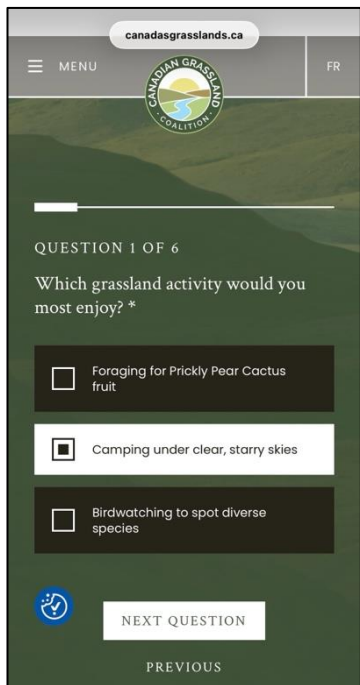 canadasgrasslands.ca
MENU
CANADIAN GRASSLAND
COALITION
FR
QUESTION 1 OF 6
Which grassland activity would you
most enjoy? *
Foraging for Prickly Pear Cactus
fruit
Camping under clear, starry skies
Birdwatching to spot diverse
species
NEXT QUESTION
PREVIOUS